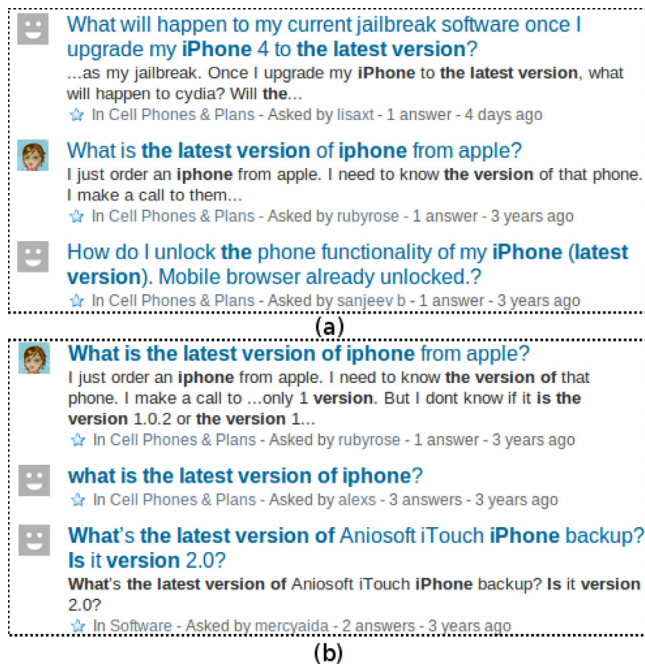 What will happen to my current jailbreak software once I
upgrade my iPhone 4 to the latest version?
...as my jailbreak. Once I upgrade my iPhone to the latest version, what
will happen to cydia? Will the...
In Cell Phones & Plans - Asked by lisaxt - 1 answer - 4 days ago
What is the latest version of iphone from apple?
I just order an iphone from apple. I need to know the version of that phone.
I make a call to them...
In Cell Phones & Plans - Asked by rubyrose - 1 answer - 3 years ago
How do I unlock the phone functionality of my iPhone (latest
version). Mobile browser already unlocked.?
In Cell Phones & Plans - Asked by sanjeev b - 1 answer - 3 years ago
(a)
What is the latest version of iphone from apple?
I just order an iphone from apple. I need to know the version of that
phone. I make a call to ...only 1 version. But I dont know if it is the
version 1.0.2 or the version 1...
In Cell Phones & Plans - Asked by rubyrose - 1 answer - 3 years ago
what is the latest version of iphone?
In Cell Phones & Plans - Asked by alexs - 3 answers - 3 years ago
What's the latest version of Aniosoft iTouch iPhone backup?
Is it version 2.0?
What's the latest version of Aniosoft iTouch iPhone backup? Is it version
2.0?
In Software - Asked by mercyaida - 2 answers - 3 years ago
(b)